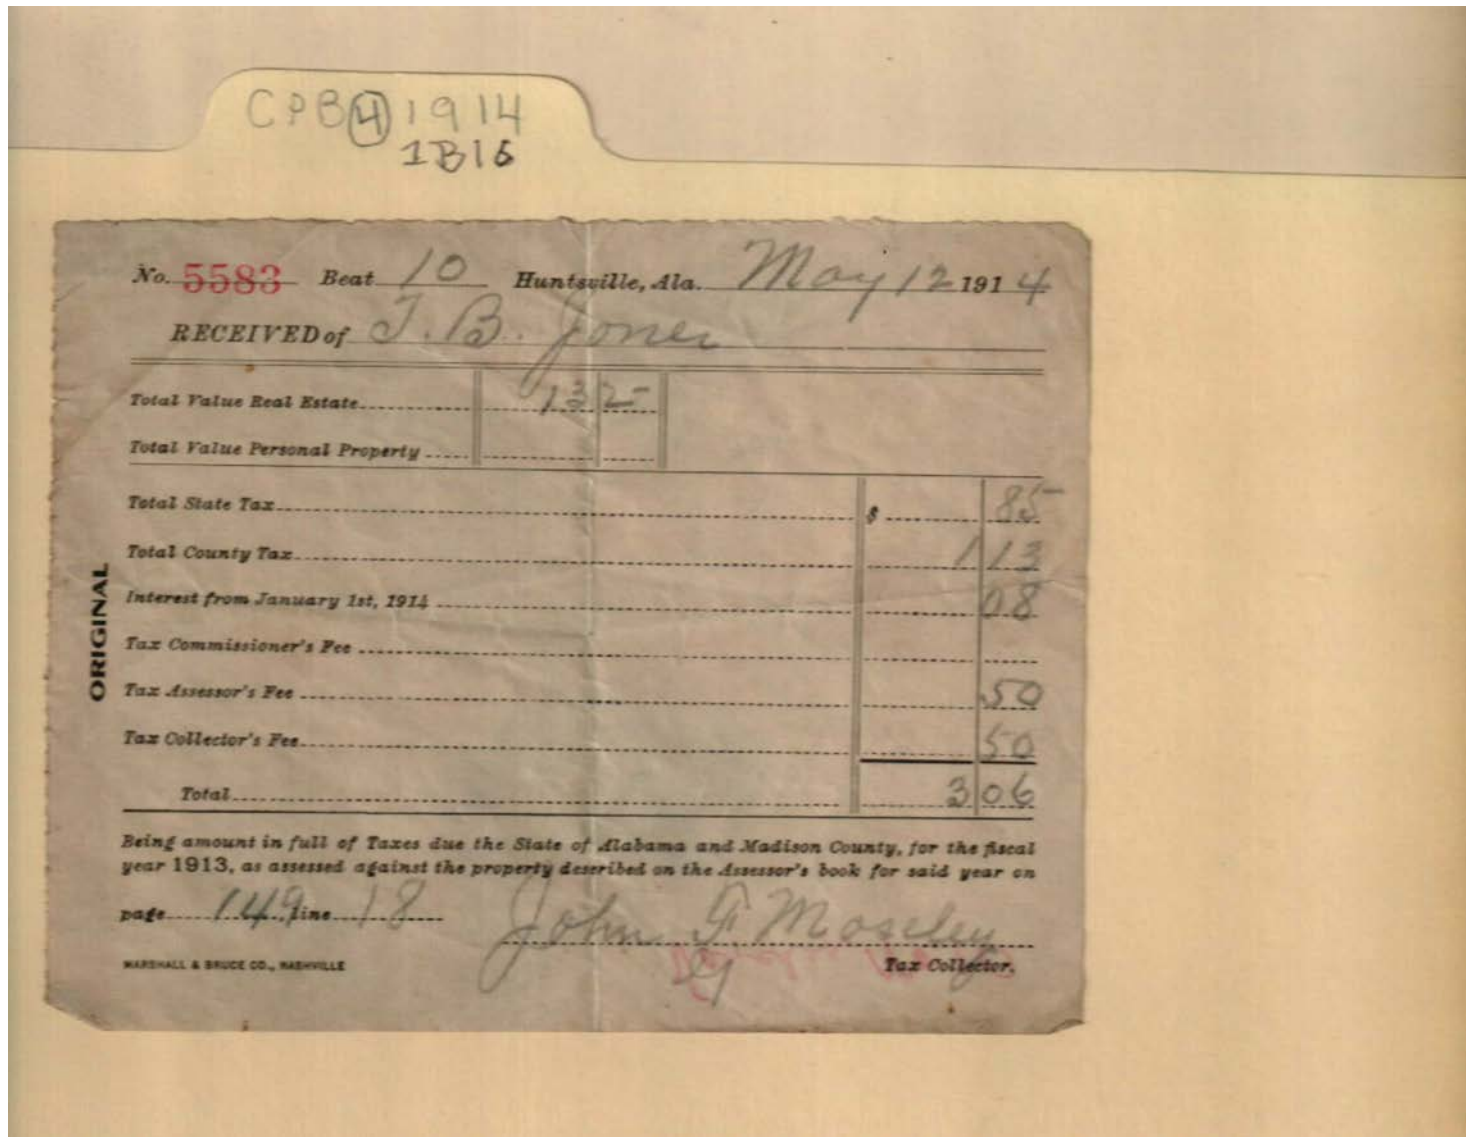 CPB 4 1914
1B16
No. 5583 Beat 10 Huntsville, Ala. May 12 1914
RECEIVED of T. B. Jones
Total Value Real Estate 132-
Total Value Personal Property
Total State Tax $ 85
Total County Tax 1 13
Interest from January 1st, 1914 08
Tax Commissioner's Fee
Tax Assessor's Fee 50
Tax Collector's Fee 50
Total 3 06
ORIGINAL
Being amount in full of Taxes due the State of Alabama and Madison County, for the fiscal
year 1913, as assessed against the property described on the Assessor's book for said year on
page 149, line 18 John F Moseley
MARSHALL & BRUCE CO., NASHVILLE Tax Collector.